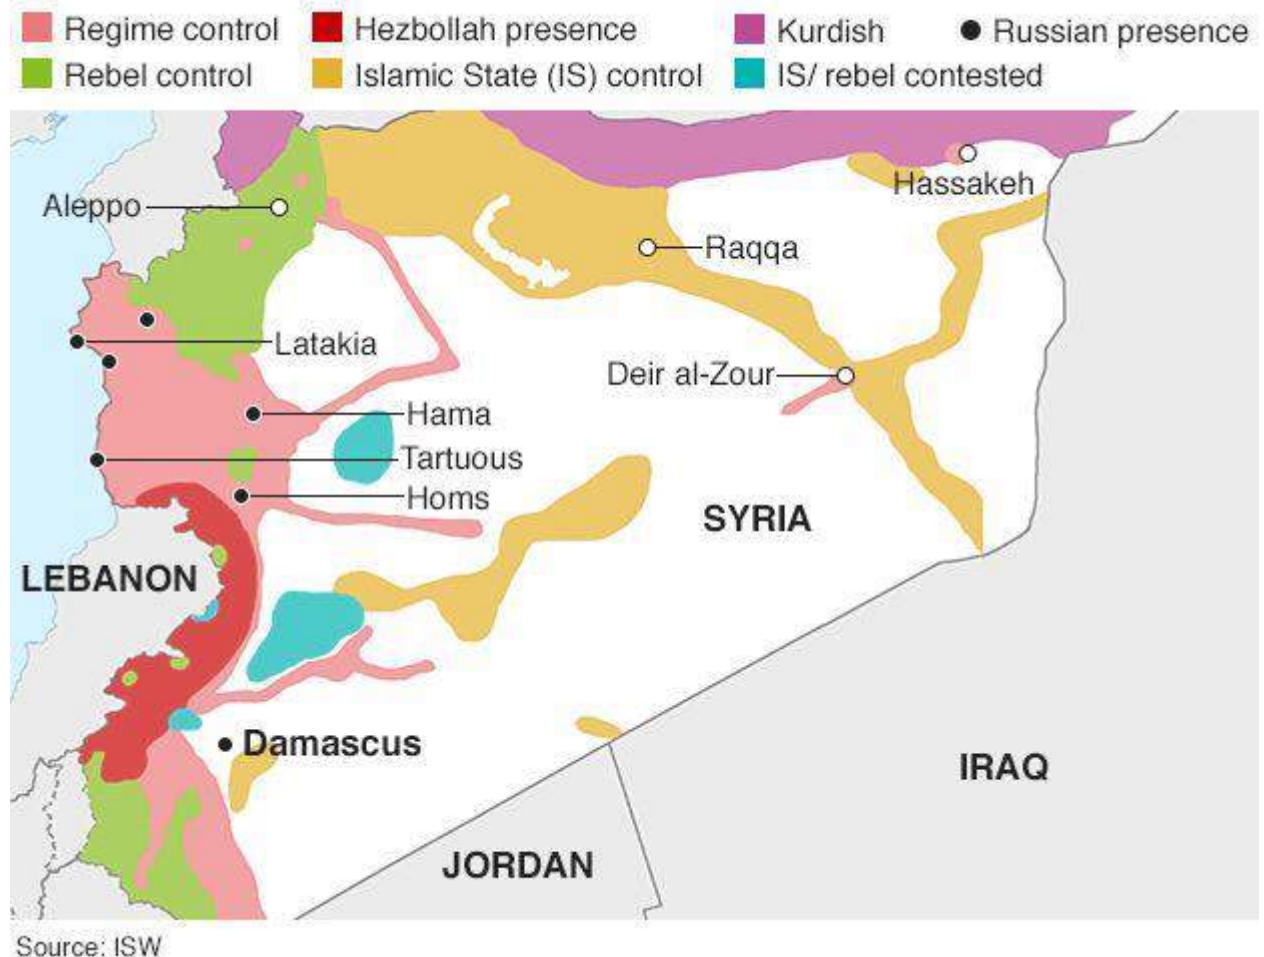 Regime control
Hezbollah presence
Kurdish
Russian presence
Rebel control
Islamic State (IS) control
IS/ rebel contested
Hassakeh
Aleppo
Raqqa
Latakia
Deir al-Zour
Hama
Tartuous
Homs
SYRIA
LEBANON
Damascus
IRAQ
JORDAN
Source: ISW